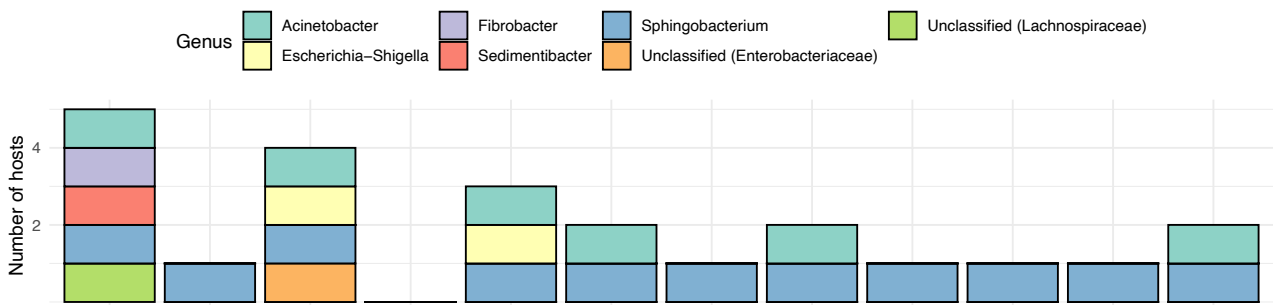 Genus
Acinetobacter
Escherichia−Shigella
Fibrobacter
Sedimentibacter
Sphingobacterium
Unclassified (Enterobacteriaceae)
Unclassified (Lachnospiraceae)
Number of hosts
4
2